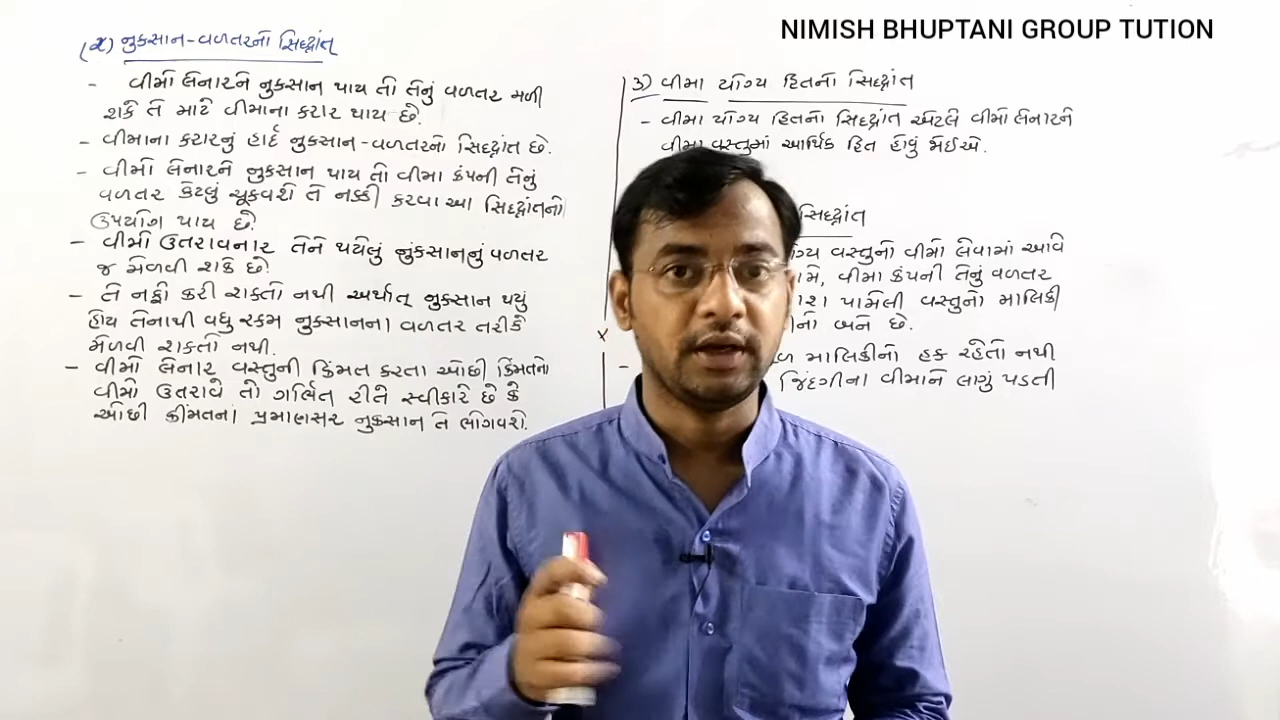 NIMISH BHUPTANI GROUP TUTION
(૨) નુકસાન-વળતરનો સિદ્ધાંત
- વીમો લેનારને નુકસાન થાય તો તેનું વળતર મળી
શકે તે માટે વીમાના કરાર થાય છે.
- વીમાના કરારનું હાર્દ નુકસાન-વળતરનો સિદ્ધાંત છે.
- વીમો લેનારને નુકસાન થાય તો વીમા કંપની તેનું
વળતર કેટલું ચૂકવશે તે નક્કી કરવા આ સિદ્ધાંતનો
ઉપયોગ થાય છે.
- વીમો ઉતરાવનાર તેને થયેલું નુકસાનનું વળતર
જ મેળવી શકે છે.
- તે નફો કરી શકતો નથી અર્થાત્ નુકસાન થયું
હોય તેનાથી વધુ રકમ નુકસાનના વળતર તરીકે
મેળવી શકતો નથી.
- વીમો લેનાર વસ્તુની કિંમત કરતા ઓછી કિંમતનો
વીમો ઉતરાવે તો ગર્ભિત રીતે સ્વીકારે છે કે
ઓછી કીંમતના પ્રમાણસર નુકસાન તે ભોગવશે.
૩) વીમા યોગ્ય હિતનો સિદ્ધાંત
- વીમા યોગ્ય હિતનો સિદ્ધાંત એટલે વીમો લેનારને
વીમા વસ્તુમાં આર્થિક હિત હોવું જોઈએ.
સિદ્ધાંત
વસ્તુનો વીમો લેવામાં આવે
વીમા કંપની તેનું વળતર
પામેલી વસ્તુનો માલિકી
બને છે.
- માલિકીનો હક રહેતો નથી
જિંદગીના વીમાને લાગું પડતી